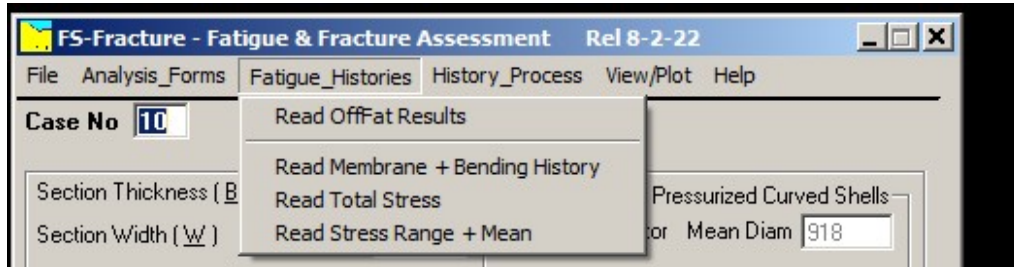 FS-Fracture - Fatigue & Fracture Assessment Rel 8-2-22
File Analysis_Forms Fatigue_Histories History_Process View/Plot Help
Case No 10
Read OffFat Results
Read Membrane + Bending History
Read Total Stress
Read Stress Range + Mean
Section Thickness ( B
Pressurized Curved Shells
Section Width ( W )
or Mean Diam 918